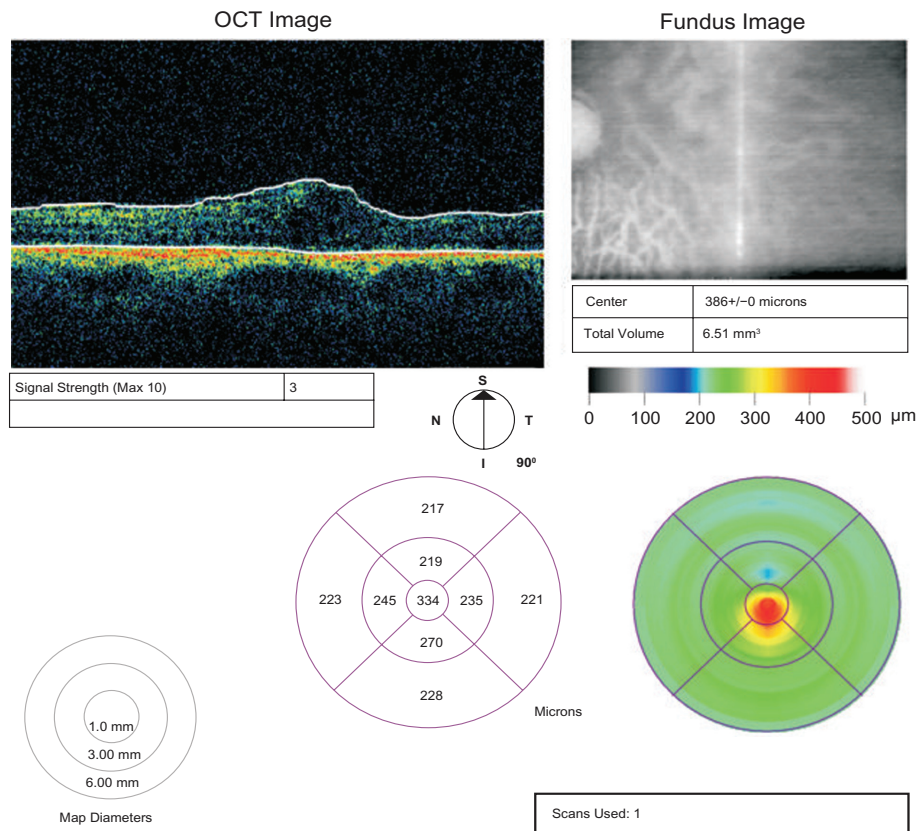 OCT Image
Fundus Image
Center 386+/−0 microns
Total Volume 6.51 mm³
Signal Strength (Max 10) 3
0 100 200 300 400 500 µm
S
N T
I 90⁰
217
219
223 245 334 235 221
270
228
Microns
1.0 mm
3.00 mm
6.00 mm
Map Diameters
Scans Used: 1